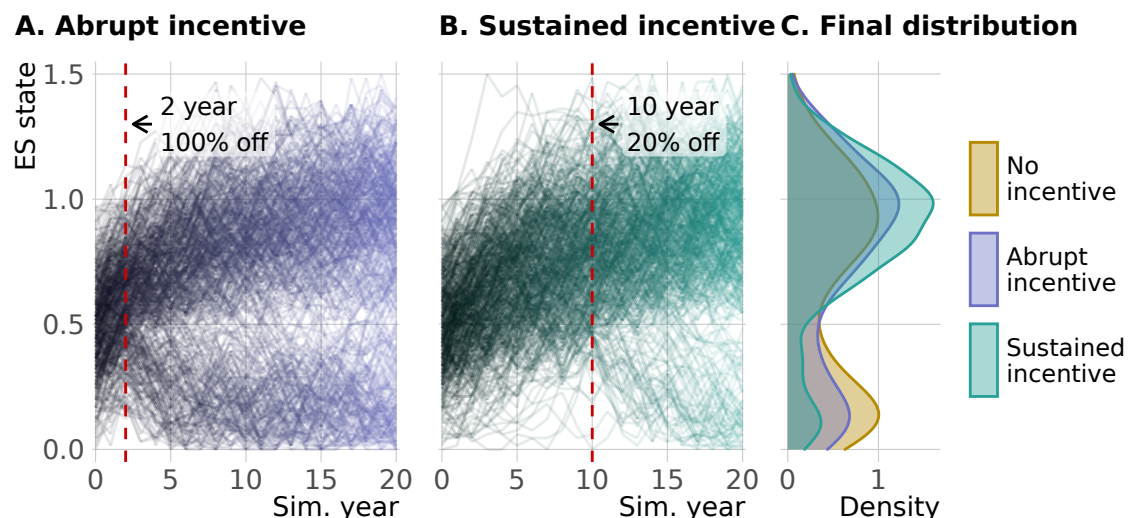 A. Abrupt incentive
B. Sustained incentive
C. Final distribution
ES state
1.5
1.0
0.5
0.0
2 year
100% off
0
5
10
15
20
Sim. year
10 year
20% off
0
5
10
15
20
Sim. year
0
1
Density
No
incentive
Abrupt
incentive
Sustained
incentive